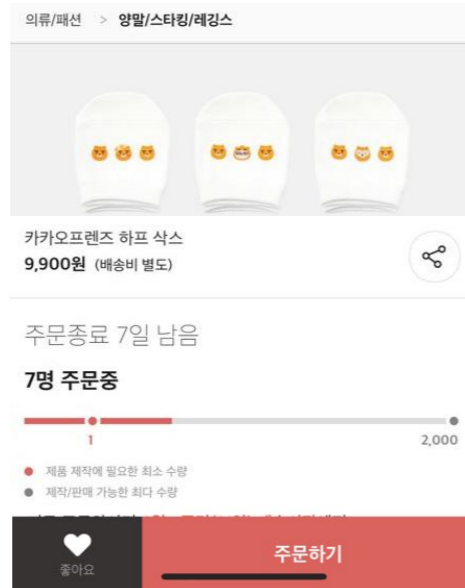 의류/패션 > 양말/스타킹/레깅스
카카오프렌즈 하프 삭스
9,900원 (배송비 별도)
주문종료 7일 남음
7명 주문중
1
2,000
제품 제작에 필요한 최소 수량
제작/판매 가능한 최다 수량
좋아요
주문하기